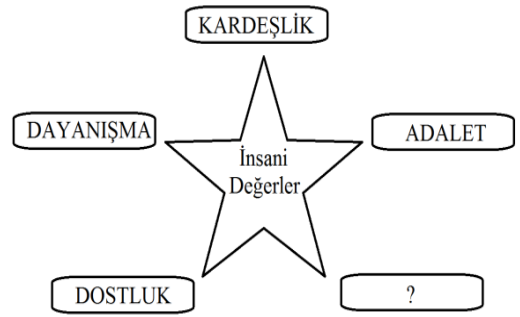 KARDEŞLİK
DAYANIŞMA
ADALET
İnsani
Değerler
DOSTLUK
?